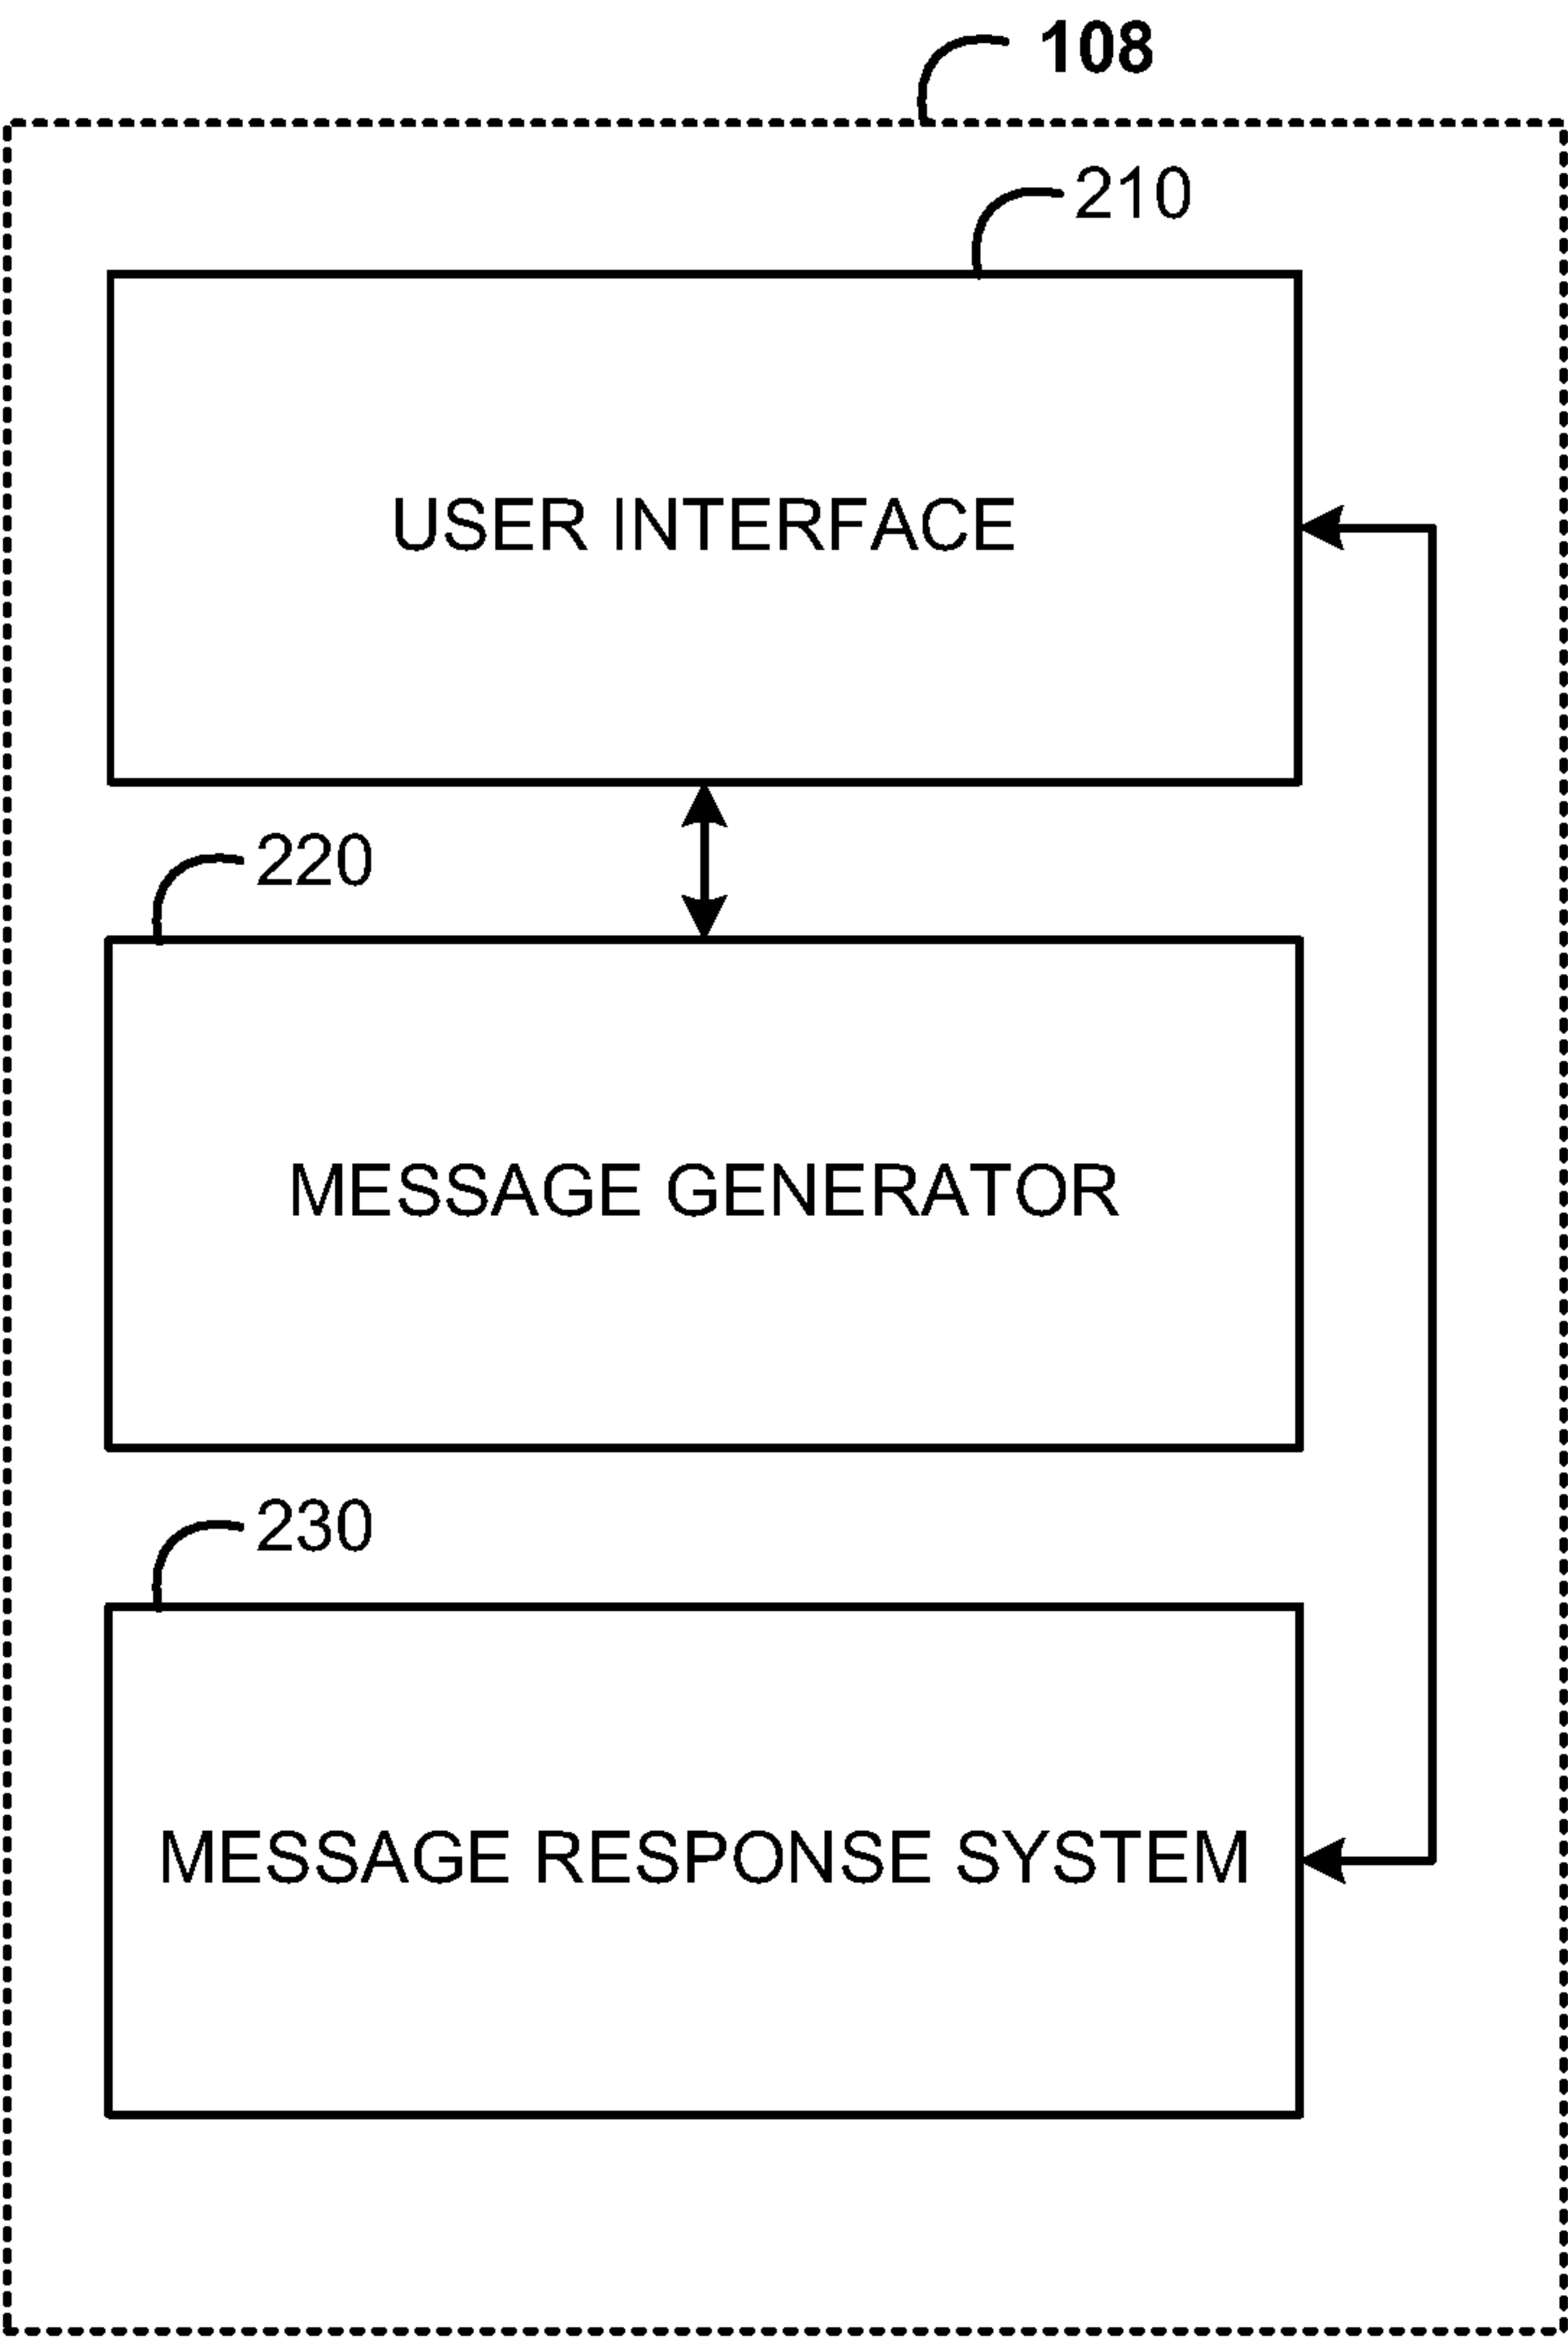 108
210
USER INTERFACE
220
MESSAGE GENERATOR
230
MESSAGE RESPONSE SYSTEM